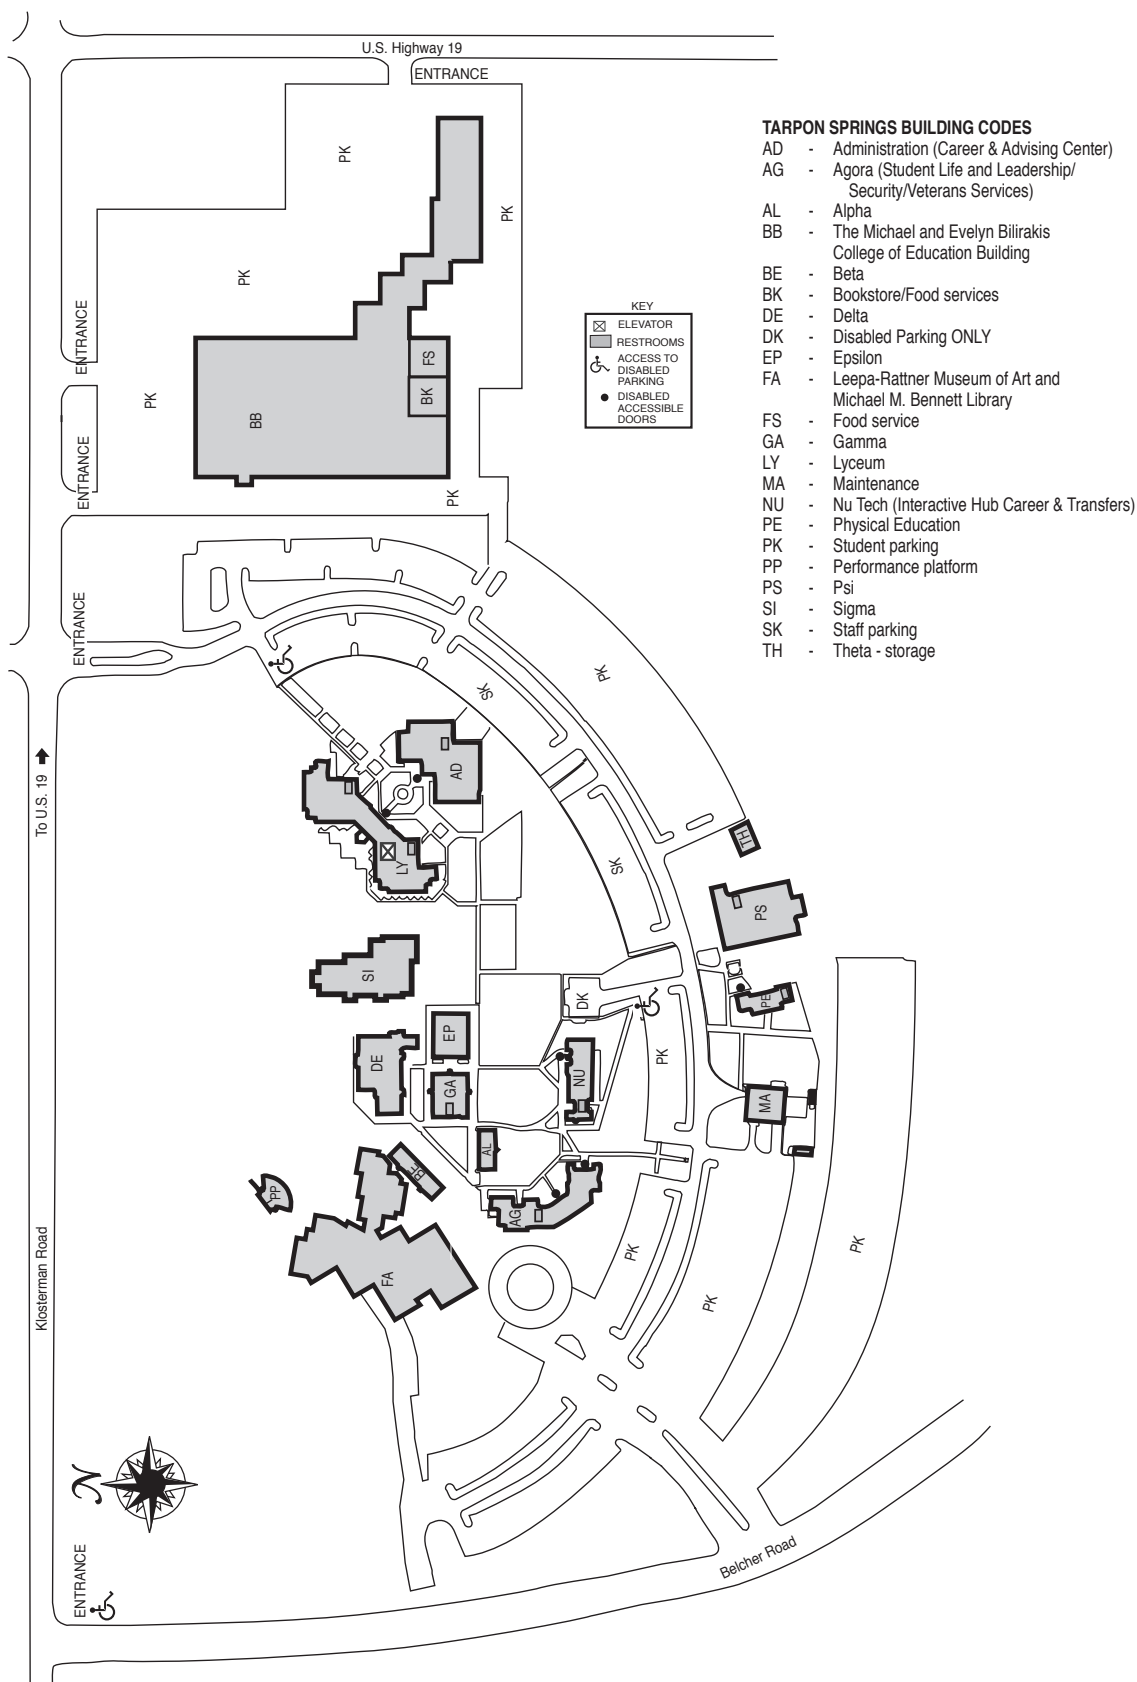 U.S. Highway 19
ENTRANCE
PK
PK
PK
ENTRANCE
PK
FS
BK
BB
ENTRANCE
PK
KEY
ELEVATOR
RESTROOMS
ACCESS TO
DISABLED
PARKING
DISABLED
ACCESSIBLE
DOORS
TARPON SPRINGS BUILDING CODES
AD - Administration (Career & Advising Center)
AG - Agora (Student Life and Leadership/
Security/Veterans Services)
AL - Alpha
BB - The Michael and Evelyn Bilirakis
College of Education Building
BE - Beta
BK - Bookstore/Food services
DE - Delta
DK - Disabled Parking ONLY
EP - Epsilon
FA - Leepa-Rattner Museum of Art and
Michael M. Bennett Library
FS - Food service
GA - Gamma
LY - Lyceum
MA - Maintenance
NU - Nu Tech (Interactive Hub Career & Transfers)
PE - Physical Education
PK - Student parking
PP - Performance platform
PS - Psi
SI - Sigma
SK - Staff parking
TH - Theta - storage
ENTRANCE
PK
SK
AD
To U.S. 19
TH
LY
SK
PS
SI
DK
PE
EP
DE
PK
NU
GA
MA
AL
BE
PP
AG
PK
PK
FA
PK
Klosterman Road
N
ENTRANCE
Belcher Road